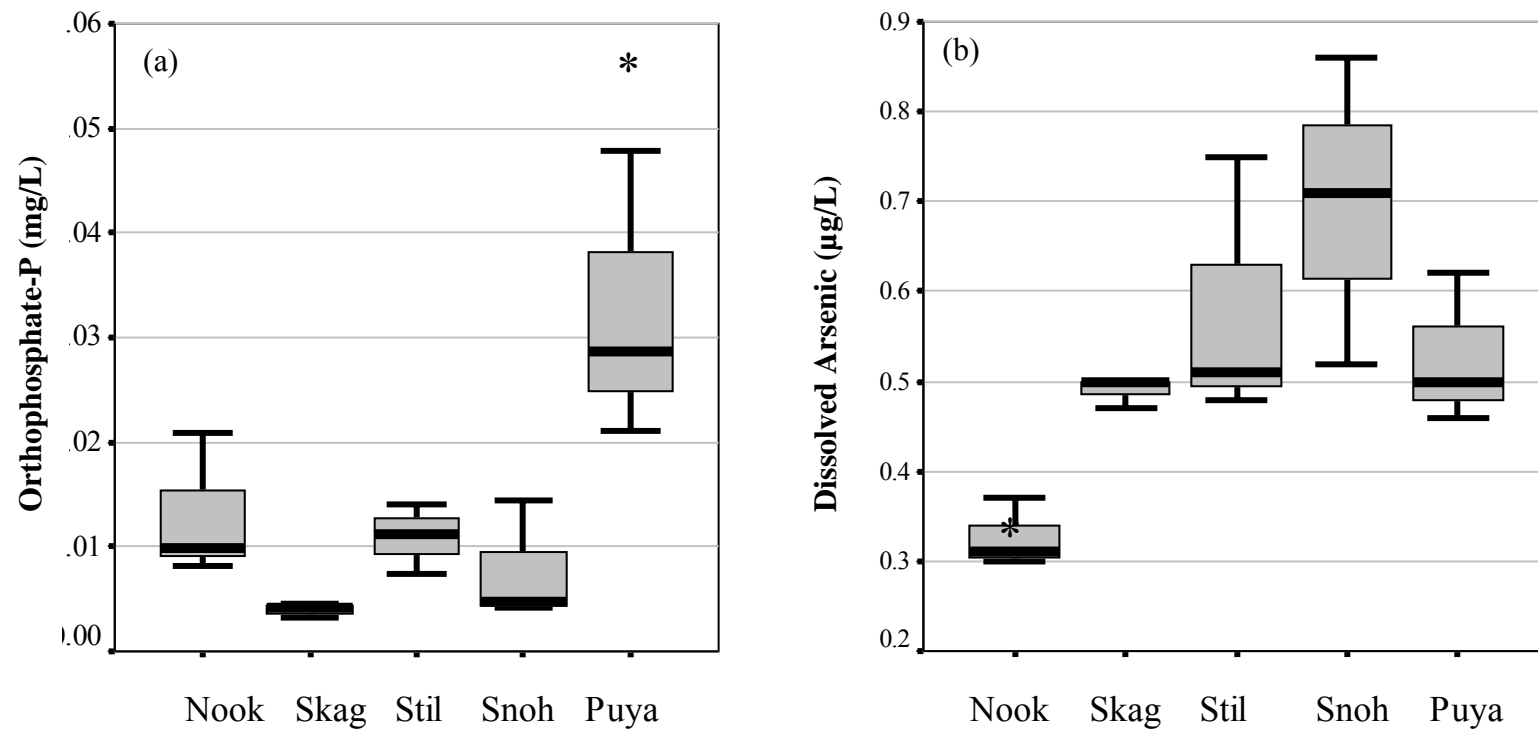 (a)
*
.06
.05
.04
.03
.02
.01
0.00
Orthophosphate-P (mg/L)
Nook Skag Stil Snoh Puya
(b)
*
0.9
0.8
0.7
0.6
0.5
0.4
0.3
0.2
Dissolved Arsenic (µg/L)
Nook Skag Stil Snoh Puya